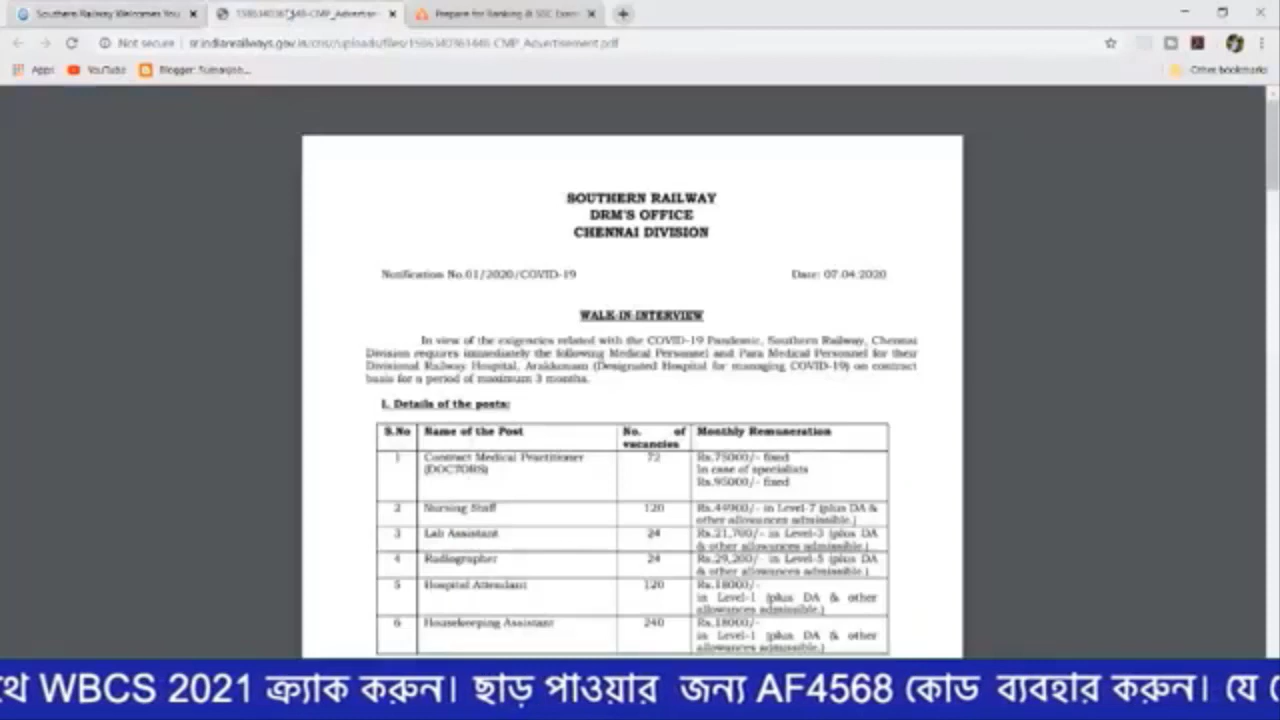 Southern Railway Welcomes You
Prepare for Banking & SSC Exam
Not secure
Apps YouTube Other bookmarks
SOUTHERN RAILWAY
DRM'S OFFICE
CHENNAI DIVISION
Notification No.01/2020/COVID-19 Date: 07.04.2020
WALK-IN-INTERVIEW
In view of the exigencies related with the COVID-19 Pandemic, Southern Railway, Chennai
Division requires immediately the following Medical Personnel and Para Medical Personnel for their
Divisional Railway Hospital, Arakkonam (Designated Hospital for managing COVID-19) on contract
basis for a period of maximum 3 months.
I. Details of the posts:
S.No Name of the Post No. of vacancies Monthly Remuneration
1 Contract Medical Practitioner 72 Rs.75000/- fixed
(DOCTORS) In case of specialists
Rs.95000/- fixed
2 Nursing Staff 120 Rs.44900/- in Level-7 (plus DA &
other allowances admissible.)
3 Lab Assistant 24 Rs.21,700/- in Level-3 (plus DA
& other allowances admissible.)
4 Radiographer 24 Rs.29,200/- in Level-5 (plus DA
& other allowances admissible.)
5 Hospital Attendant 120 Rs.18000/-
in Level-1 (plus DA & other
allowances admissible.)
6 Housekeeping Assistant 240 Rs.18000/-
in Level-1 (plus DA & other
allowances admissible.)
WBCS 2021 ক্র্যাক করুন। ছাড় পাওয়ার জন্য AF4568 কোড ব্যবহার করুন। যে